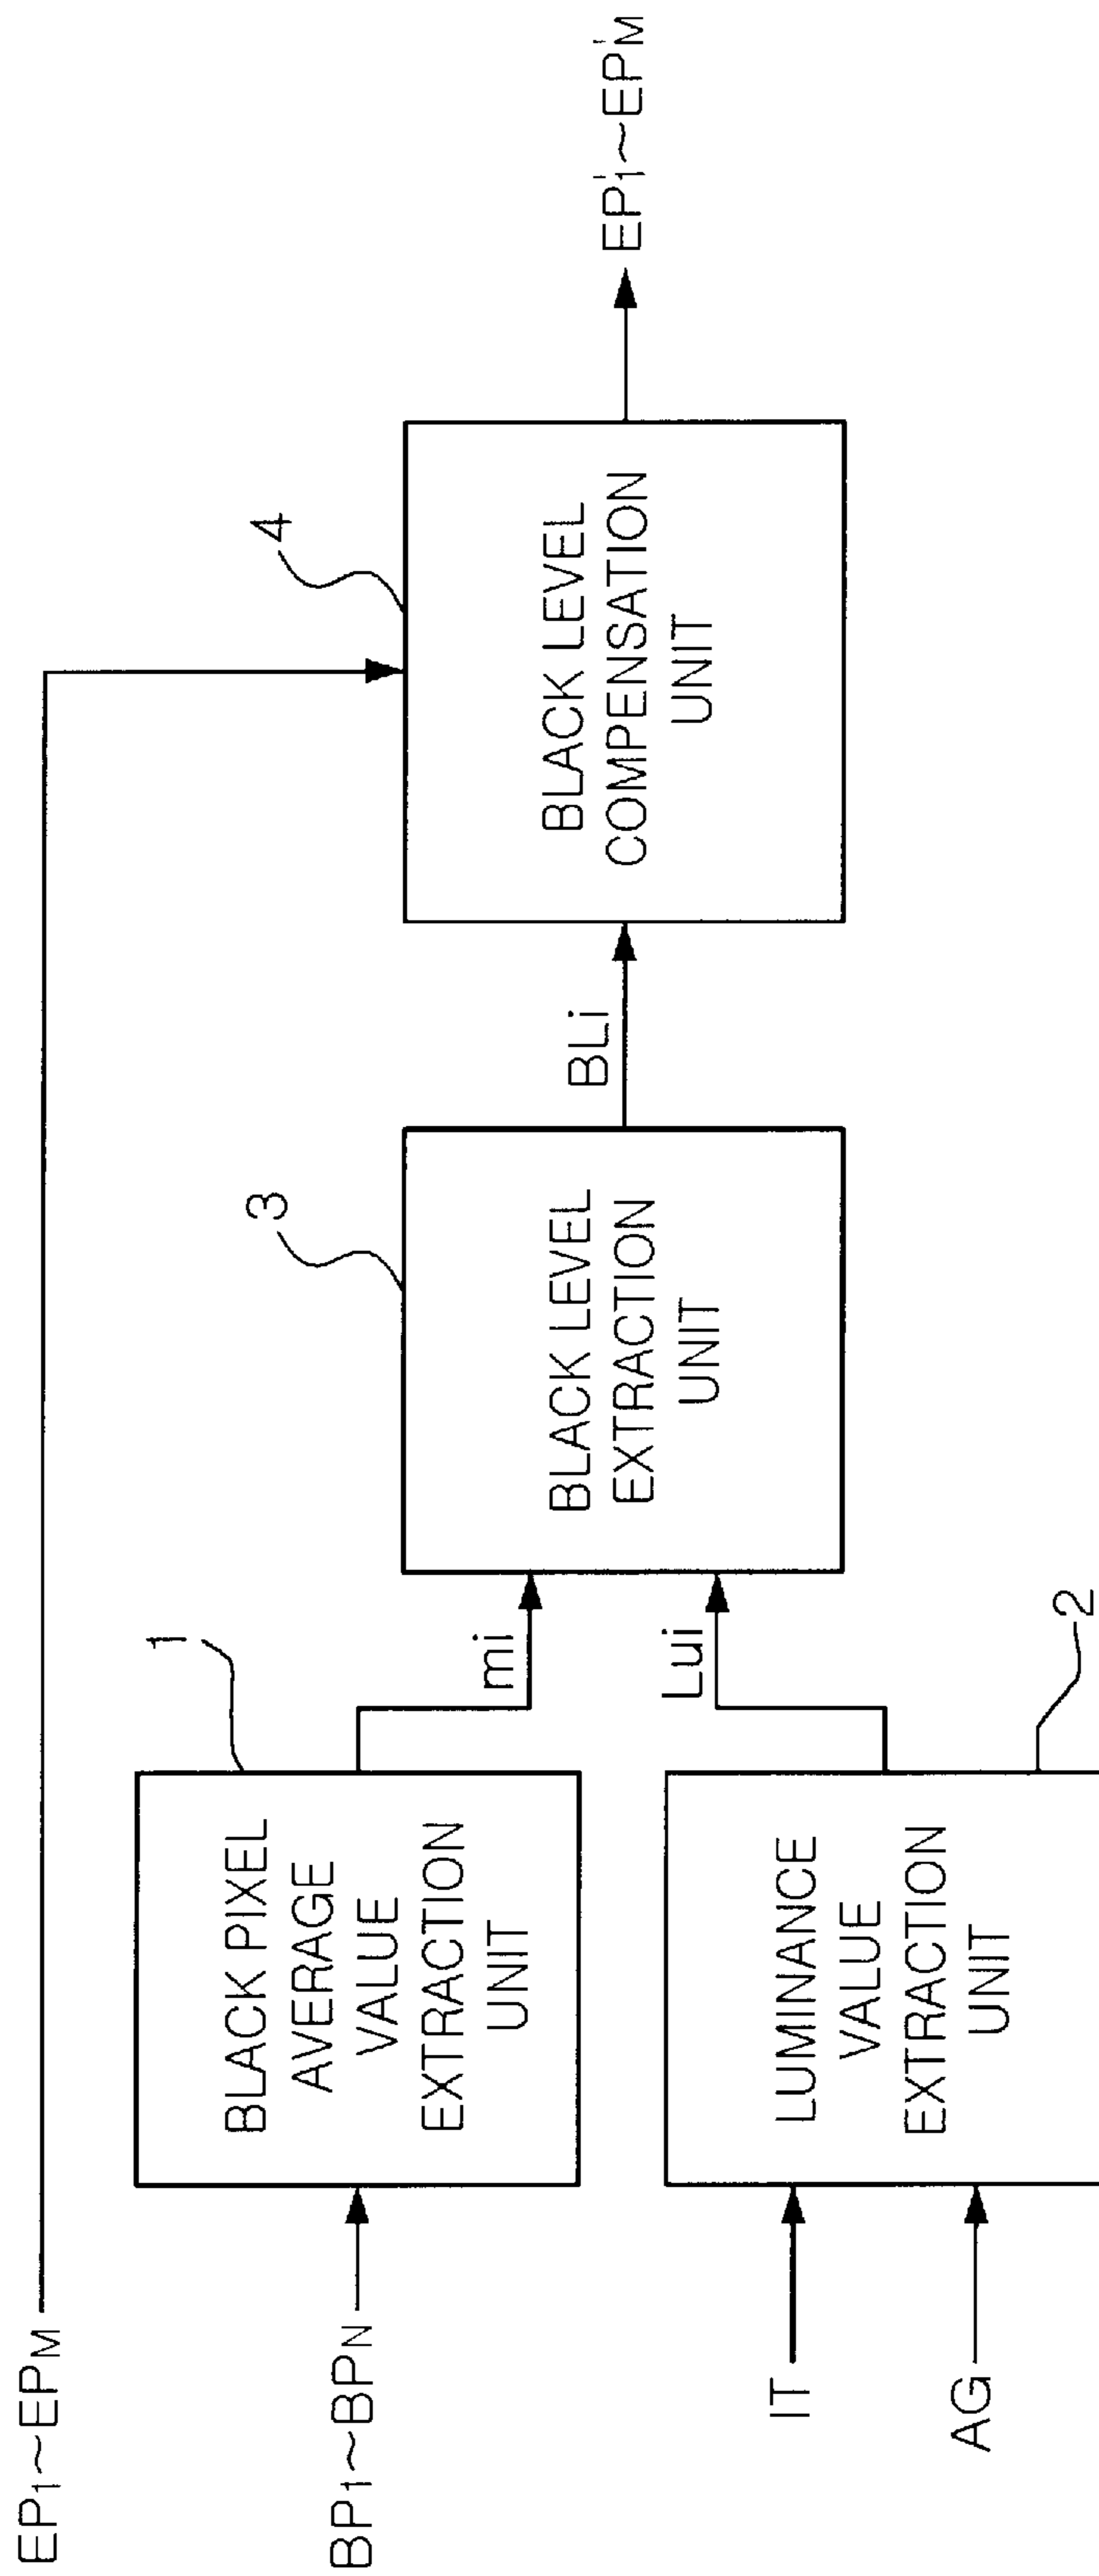 EP1~EPM
BP1~BPN
BLACK PIXEL
AVERAGE
VALUE
EXTRACTION
UNIT
1
mi
IT
AG
LUMINANCE
VALUE
EXTRACTION
UNIT
2
Lui
BLACK LEVEL
EXTRACTION
UNIT
3
BLi
BLACK LEVEL
COMPENSATION
UNIT
4
EP'1~EP'M